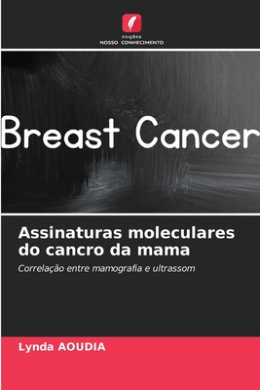 edições
NOSSO CONHECIMENTO
Breast Cancer
Assinaturas moleculares
do cancro da mama
Correlação entre mamografia e ultrassom
Lynda AOUDIA